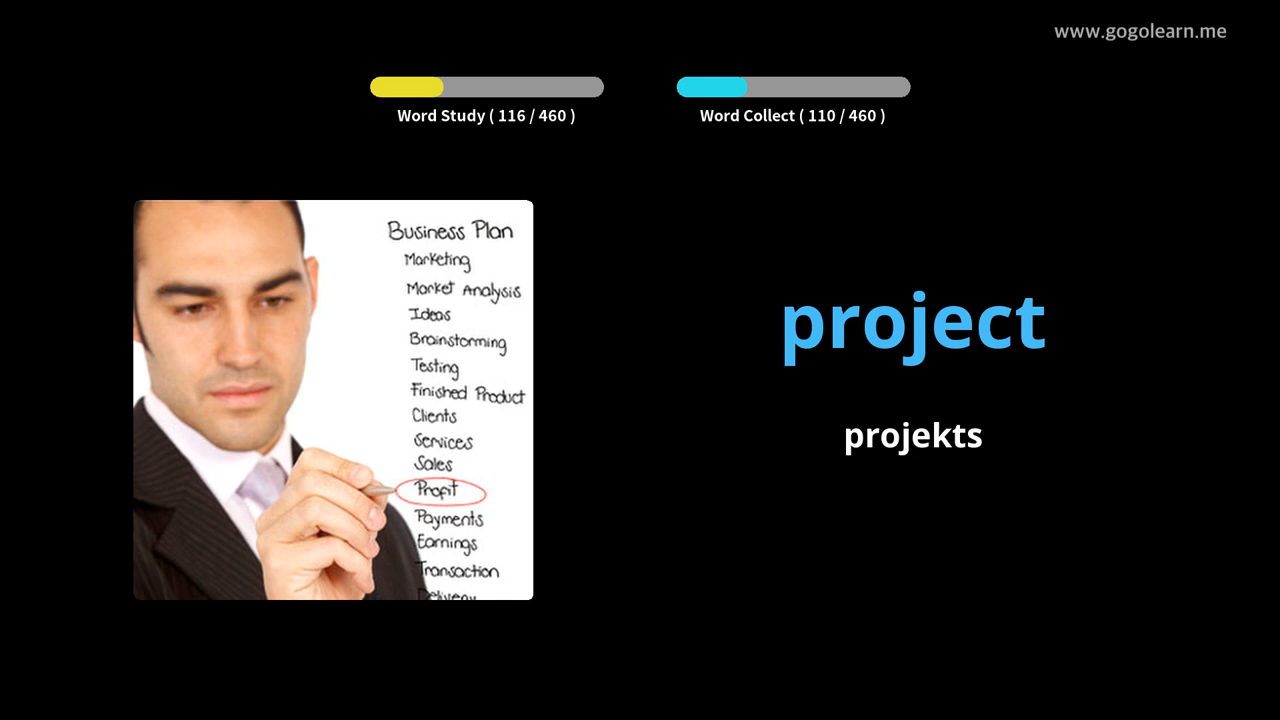 www.gogolearn.me
Word Study ( 116 / 460 )
Word Collect ( 110 / 460 )
Business Plan
Marketing
Market Analysis
Ideas
Brainstorming
Testing
Finished Product
Clients
Services
Sales
Profit
Payments
Earnings
Transaction
Delivery
project
projekts